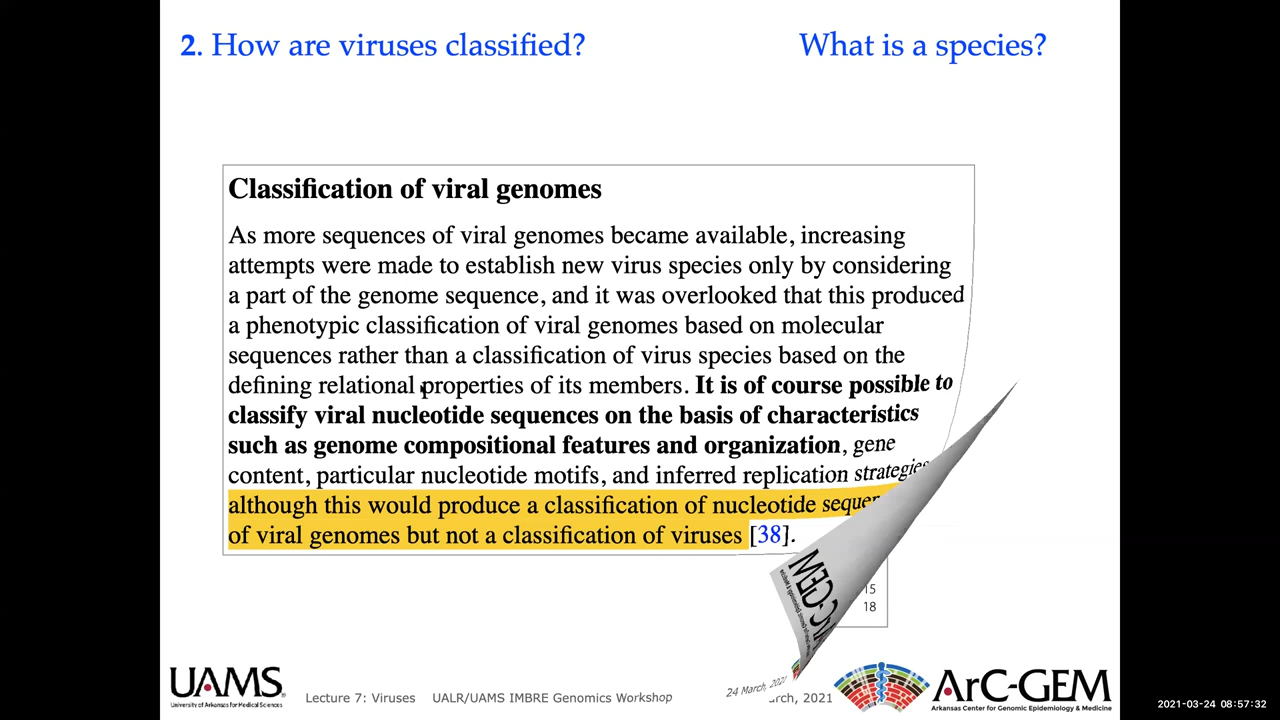 2. How are viruses classified?
What is a species?
Classification of viral genomes
As more sequences of viral genomes became available, increasing
attempts were made to establish new virus species only by considering
a part of the genome sequence, and it was overlooked that this produced
a phenotypic classification of viral genomes based on molecular
sequences rather than a classification of virus species based on the
defining relational properties of its members. It is of course possible to
classify viral nucleotide sequences on the basis of characteristics
such as genome compositional features and organization, gene
content, particular nucleotide motifs, and inferred replication strategies
although this would produce a classification of nucleotide
of viral genomes but not a classification of viruses [38].
15
18
UAMS
University of Arkansas for Medical Sciences
Lecture 7: Viruses
UALR/UAMS IMBRE Genomics Workshop
24 March, 2021
2021
ArC-GEM
Arkansas Center for Genomic Epidemiology & Medicine
2021-03-24 08:57:32